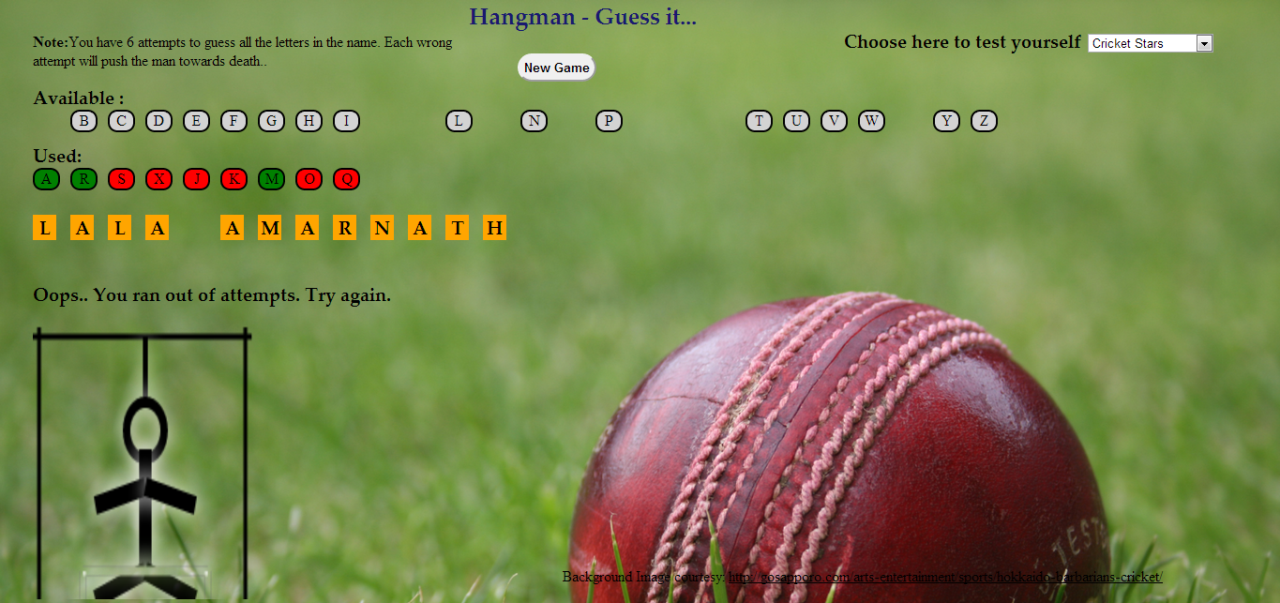 Hangman - Guess it...
Note:You have 6 attempts to guess all the letters in the name. Each wrong
attempt will push the man towards death..
Choose here to test yourself Cricket Stars
New Game
Available :
B C D E F G H I L N P T U V W Y Z
Used:
A R S X J K M O Q
L A L A A M A R N A T H
Oops.. You ran out of attempts. Try again.
TEST
Background Image courtesy: http://gosapporo.com/arts-entertainment/sports/hokkaido-barbarians-cricket/